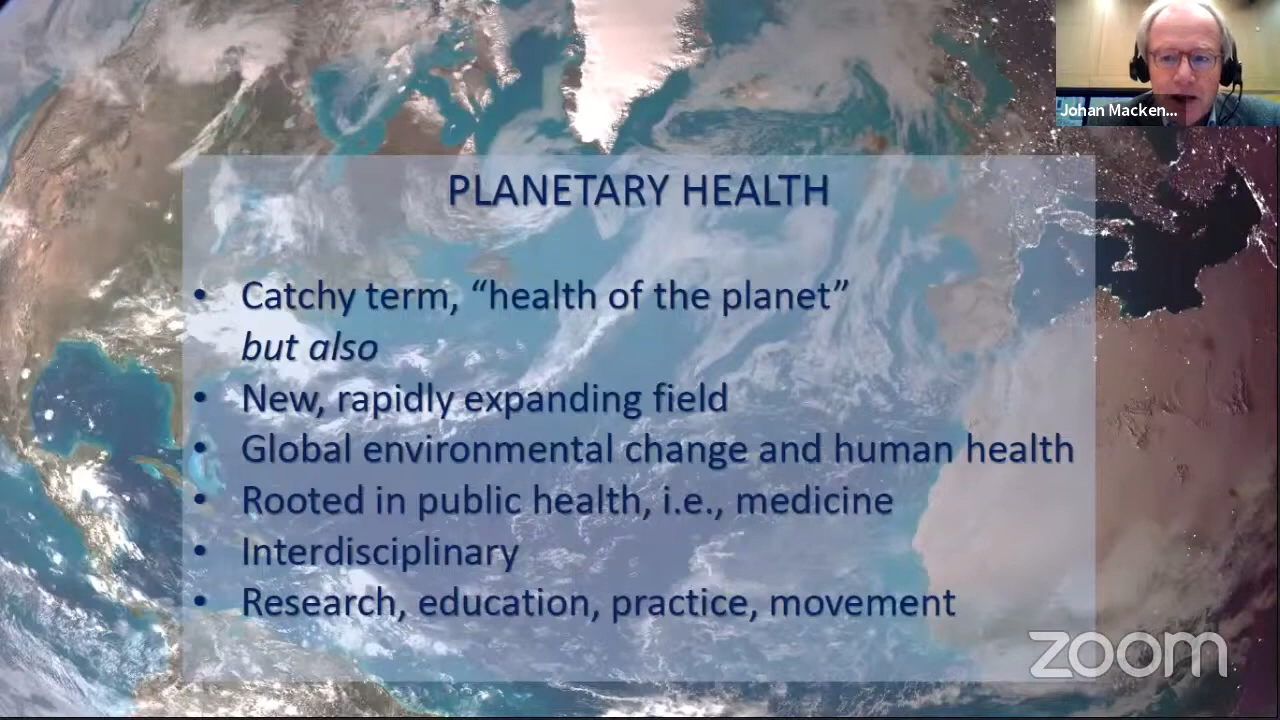 Johan Macken...
PLANETARY HEALTH
• Catchy term, “health of the planet”
but also
• New, rapidly expanding field
• Global environmental change and human health
• Rooted in public health, i.e., medicine
• Interdisciplinary
• Research, education, practice, movement
zoom